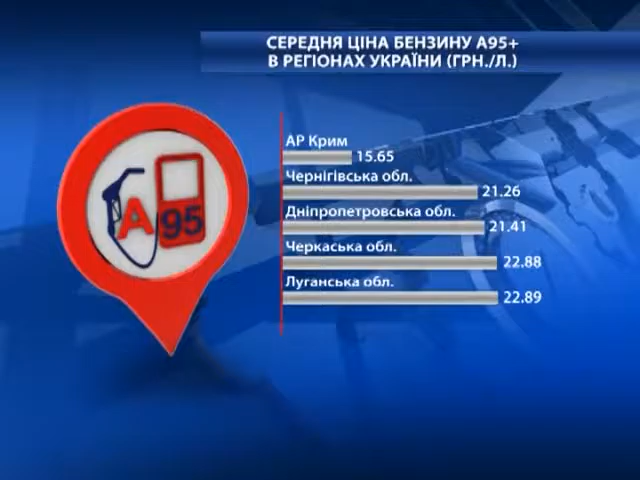 СЕРЕДНЯ ЦІНА БЕНЗИНУ А95+
В РЕГІОНАХ УКРАЇНИ (ГРН./Л.)
АР Крим
15.65
Чернігівська обл.
21.26
Дніпропетровська обл.
21.41
Черкаська обл.
22.88
Луганська обл.
22.89
А 95